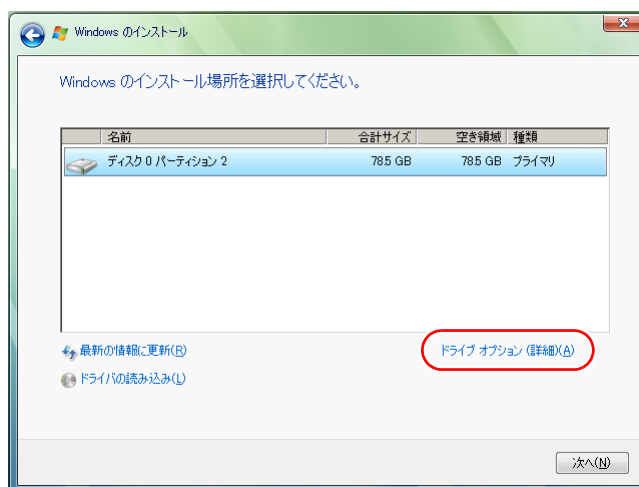 Windows のインストール
Windows のインストール場所を選択してください。
名前 合計サイズ 空き領域 種類
ディスク 0 パーティション 2 78.5 GB 78.5 GB プライマリ
最新の情報に更新(R) ドライブ オプション (詳細)(A)
ドライバの読み込み(L)
次へ(N)